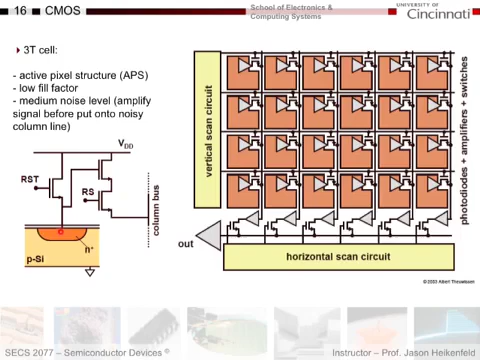 16 CMOS
School of Electronics &
Computing Systems
UNIVERSITY OF
Cincinnati
3T cell:
- active pixel structure (APS)
- low fill factor
- medium noise level (amplify
signal before put onto noisy
column line)
VDD
RST
RS
column bus
n+
p-Si
vertical scan circuit
photodiodes + amplifiers + switches
out
horizontal scan circuit
© 2003 Albert Theuwissen
SECS 2077 – Semiconductor Devices ©
Instructor – Prof. Jason Heikenfeld